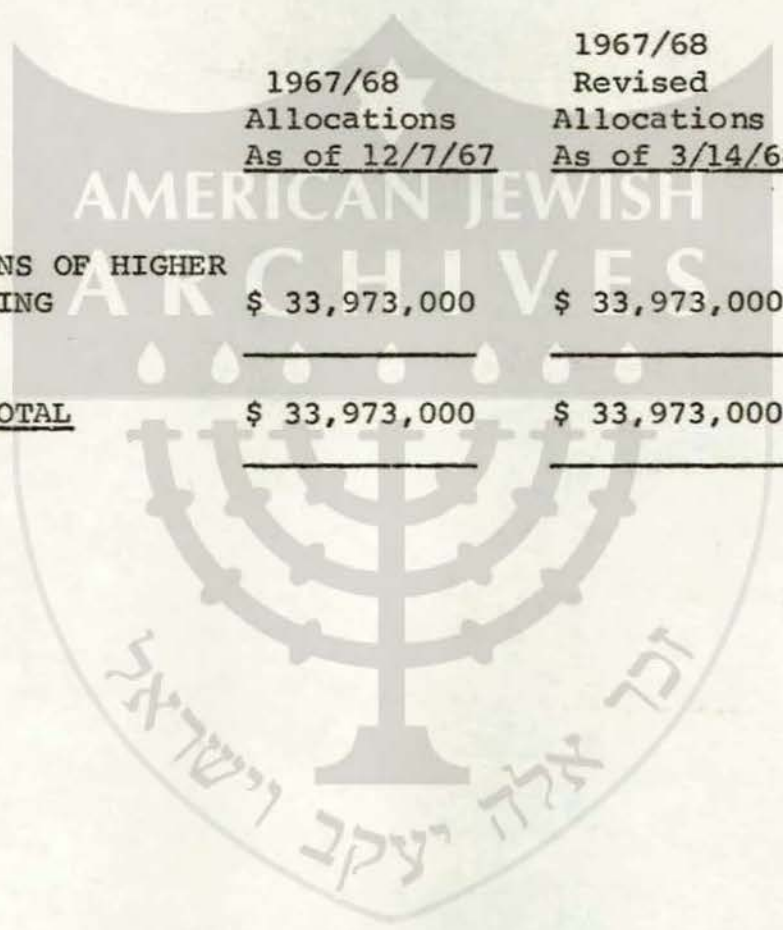 1967/68
1967/68 Revised
Allocations Allocations
As of 12/7/67 As of 3/14/6
AMERICAN JEWISH
ARCHIVES
NS OF HIGHER
ING $ 33,973,000 $ 33,973,000
OTAL $ 33,973,000 $ 33,973,000
זכר אלה יעקב וישראל